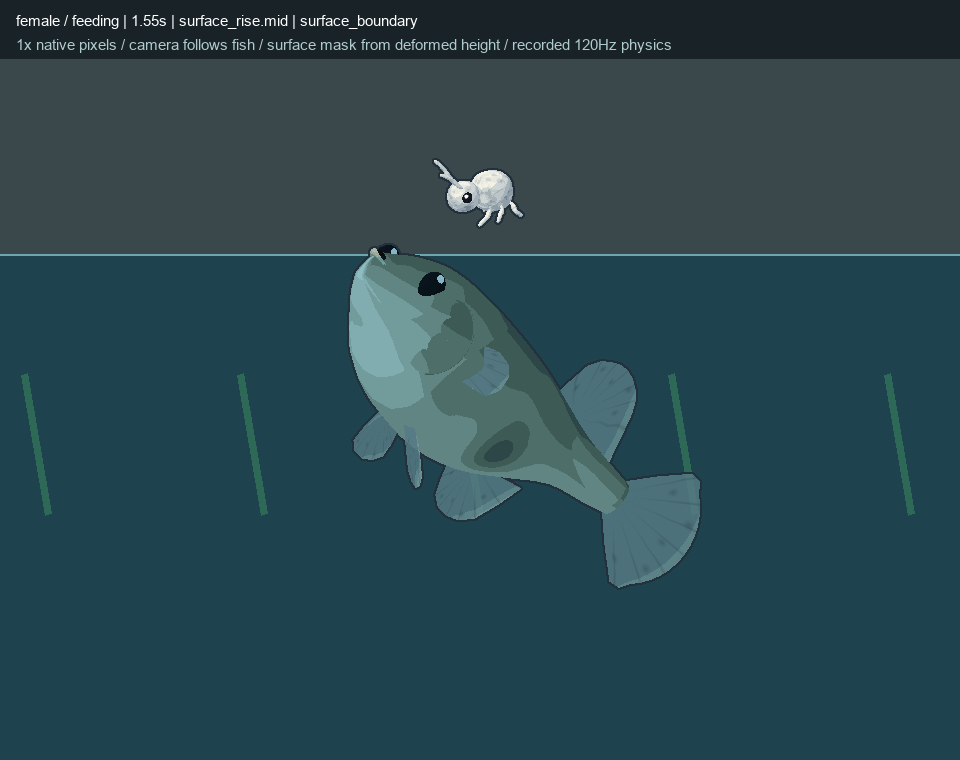 female / feeding | 1.55s | surface_rise.mid | surface_boundary
1x native pixels / camera follows fish / surface mask from deformed height / recorded 120Hz physics